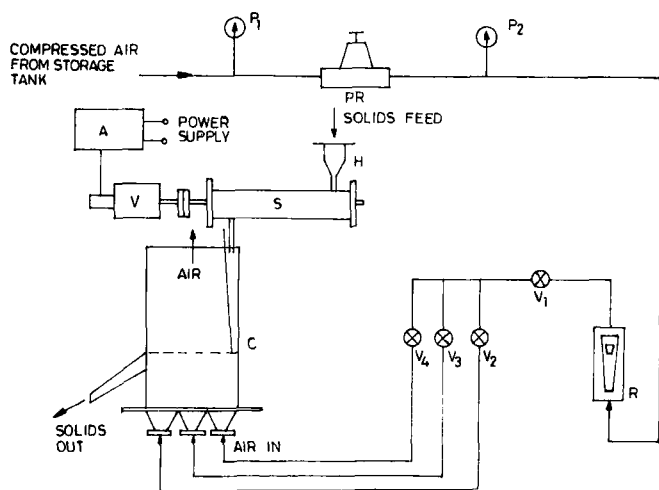 P1
P2
COMPRESSED AIR
FROM STORAGE
TANK
PR
SOLIDS FEED
A
POWER
SUPPLY
H
V
S
AIR
V1
C
V4
V3
V2
R
SOLIDS
OUT
AIR IN